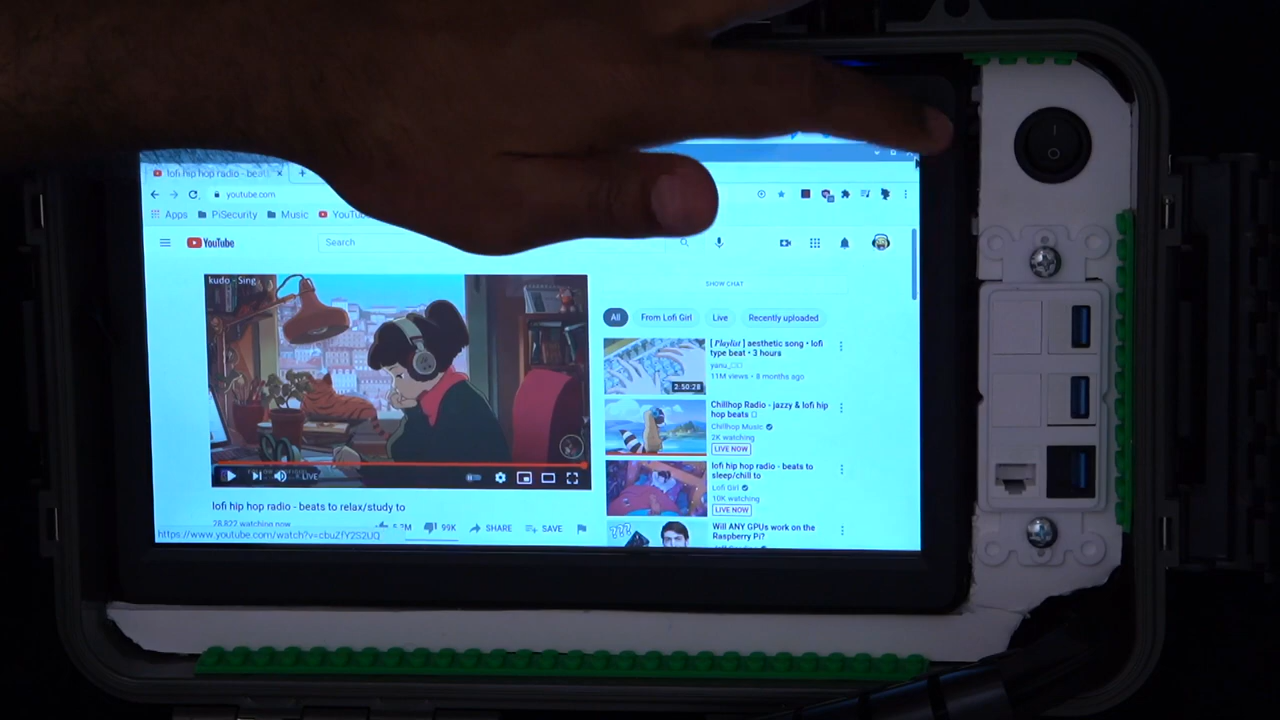 lofi hip hop radio - beats
youtube.com
Apps PiSecurity Music YouTube
YouTube
Search
kudo - Sing
LIVE
lofi hip hop radio - beats to relax/study to
28,822 watching now
99K SHARE SAVE
https://www.youtube.com/watch?v=cbuZfY2S2UQ
SHOW CHAT
All From Lofi Girl Live Recently uploaded
[ Playlist ] aesthetic song • lofi
type beat • 3 hours
yanu_□□
11M views • 8 months ago
2:50:28
Chillhop Radio - jazzy & lofi hip
hop beats □
Chillhop Music
2K watching
LIVE NOW
lofi hip hop radio - beats to
sleep/chill to
Lofi Girl
10K watching
LIVE NOW
Will ANY GPUs work on the
Raspberry Pi?
???